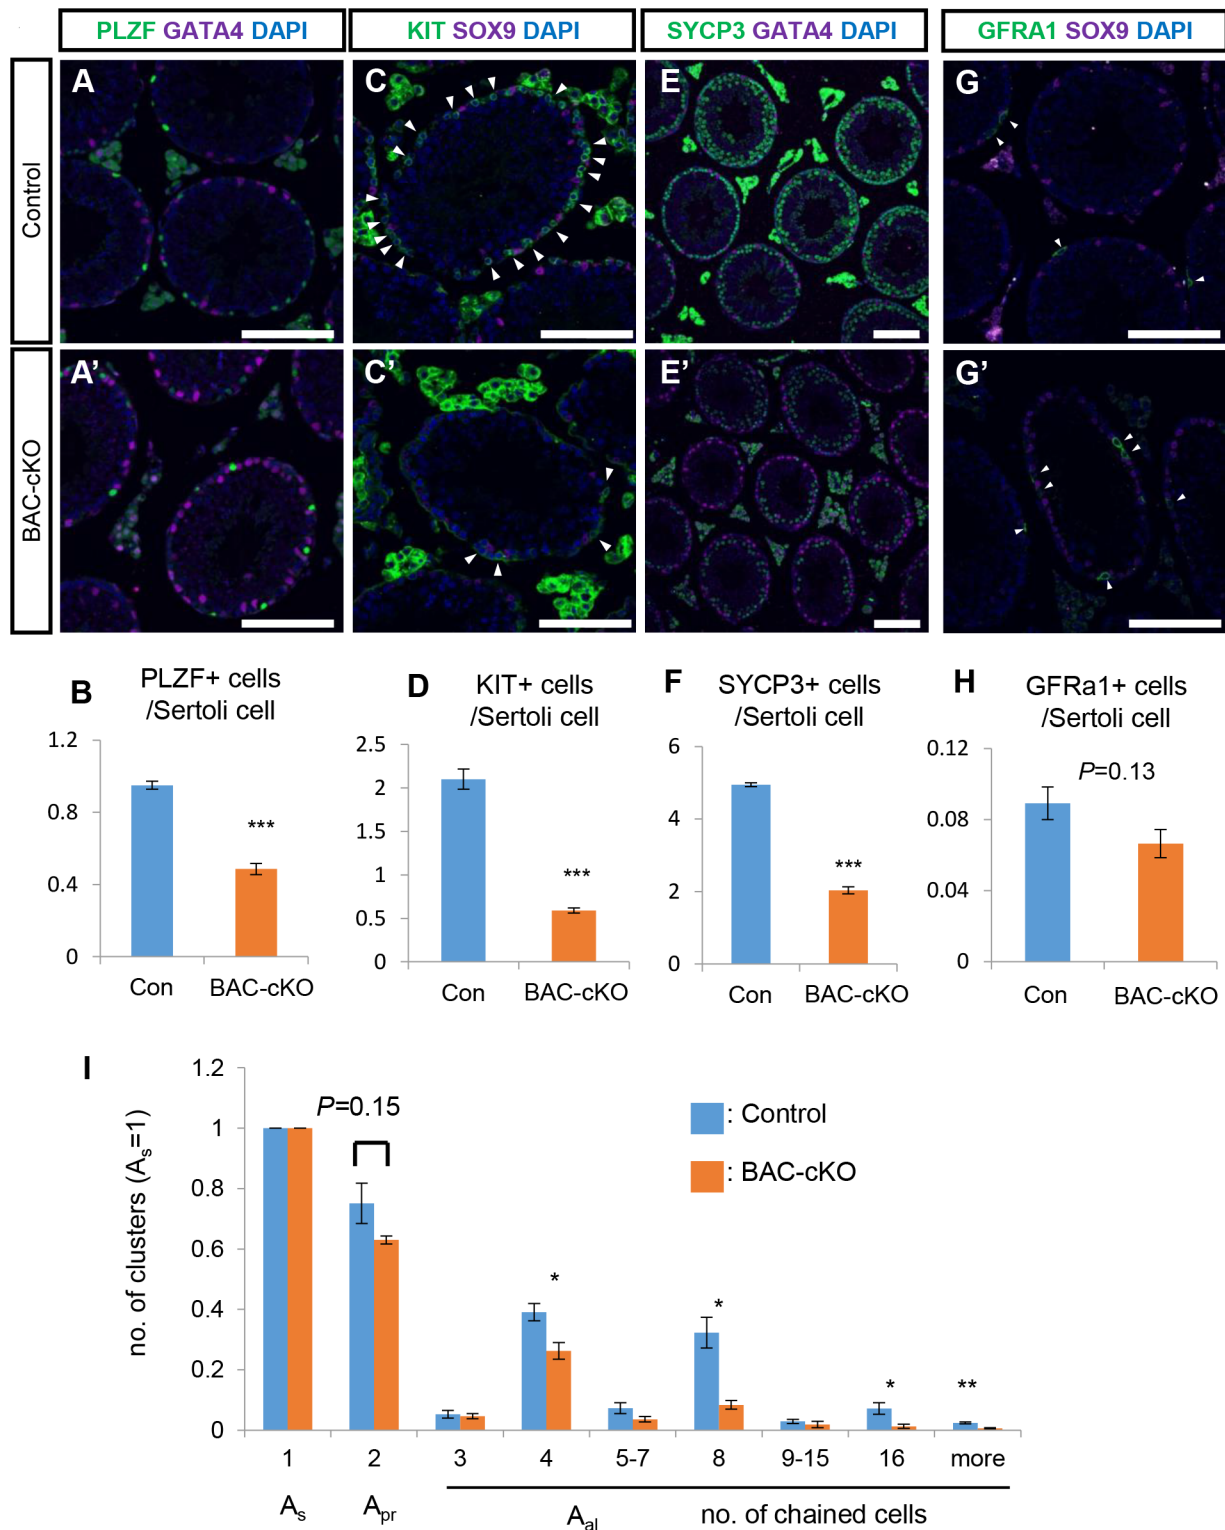 PLZF GATA4 DAPI
KIT SOX9 DAPI
SYCP3 GATA4 DAPI
GFRA1 SOX9 DAPI
Control
A
C
E
G
BAC-cKO
A’
C’
E’
G’
B
PLZF+ cells
/Sertoli cell
1.2
0.8
0.4
0
***
Con
BAC-cKO
D
KIT+ cells
/Sertoli cell
2.5
2
1.5
1
0.5
0
***
Con
BAC-cKO
F
SYCP3+ cells
/Sertoli cell
6
4
2
0
***
Con
BAC-cKO
H
GFRa1+ cells
/Sertoli cell
0.12
0.08
0.04
0
P=0.13
Con
BAC-cKO
I
no. of clusters (As=1)
1.2
1
0.8
0.6
0.4
0.2
0
P=0.15
: Control
: BAC-cKO
*
*
*
**
1
2
3
4
5-7
8
9-15
16
more
As
Apr
Aal
no. of chained cells